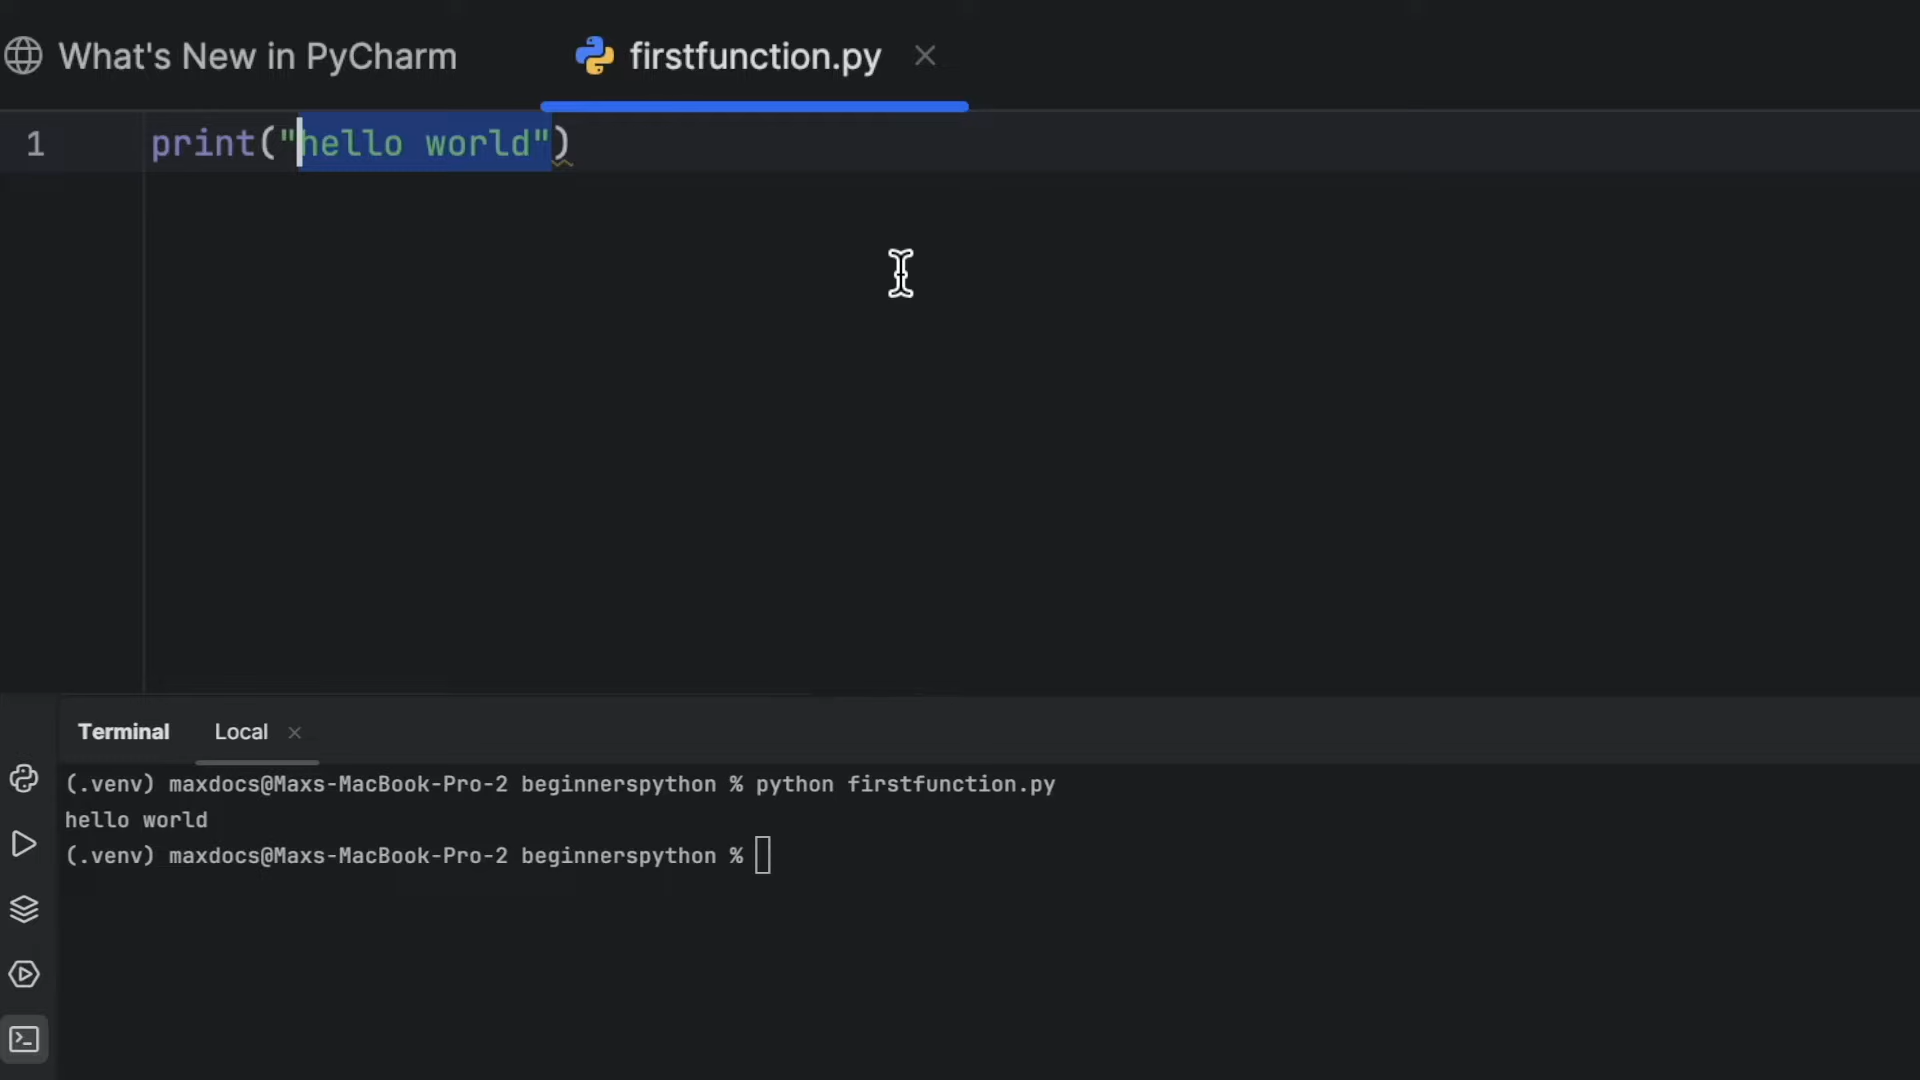 What's New in PyCharm firstfunction.py
1 print("hello world")
Terminal Local
(.venv) maxdocs@Maxs-MacBook-Pro-2 beginnerspython % python firstfunction.py
hello world
(.venv) maxdocs@Maxs-MacBook-Pro-2 beginnerspython %